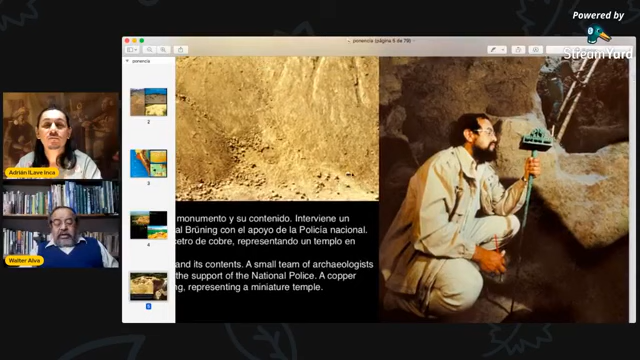 Powered by
StreamYard
ponencia (página 6 de 79)
ponencia
2
3
4
monumento y su contenido. Interviene un
al Brüning con el apoyo de la Policía nacional.
cetro de cobre, representando un templo en
and its contents. A small team of archaeologists
the support of the National Police. A copper
ng, representing a miniature temple.
Adrián ILave Inca
Walter Alva